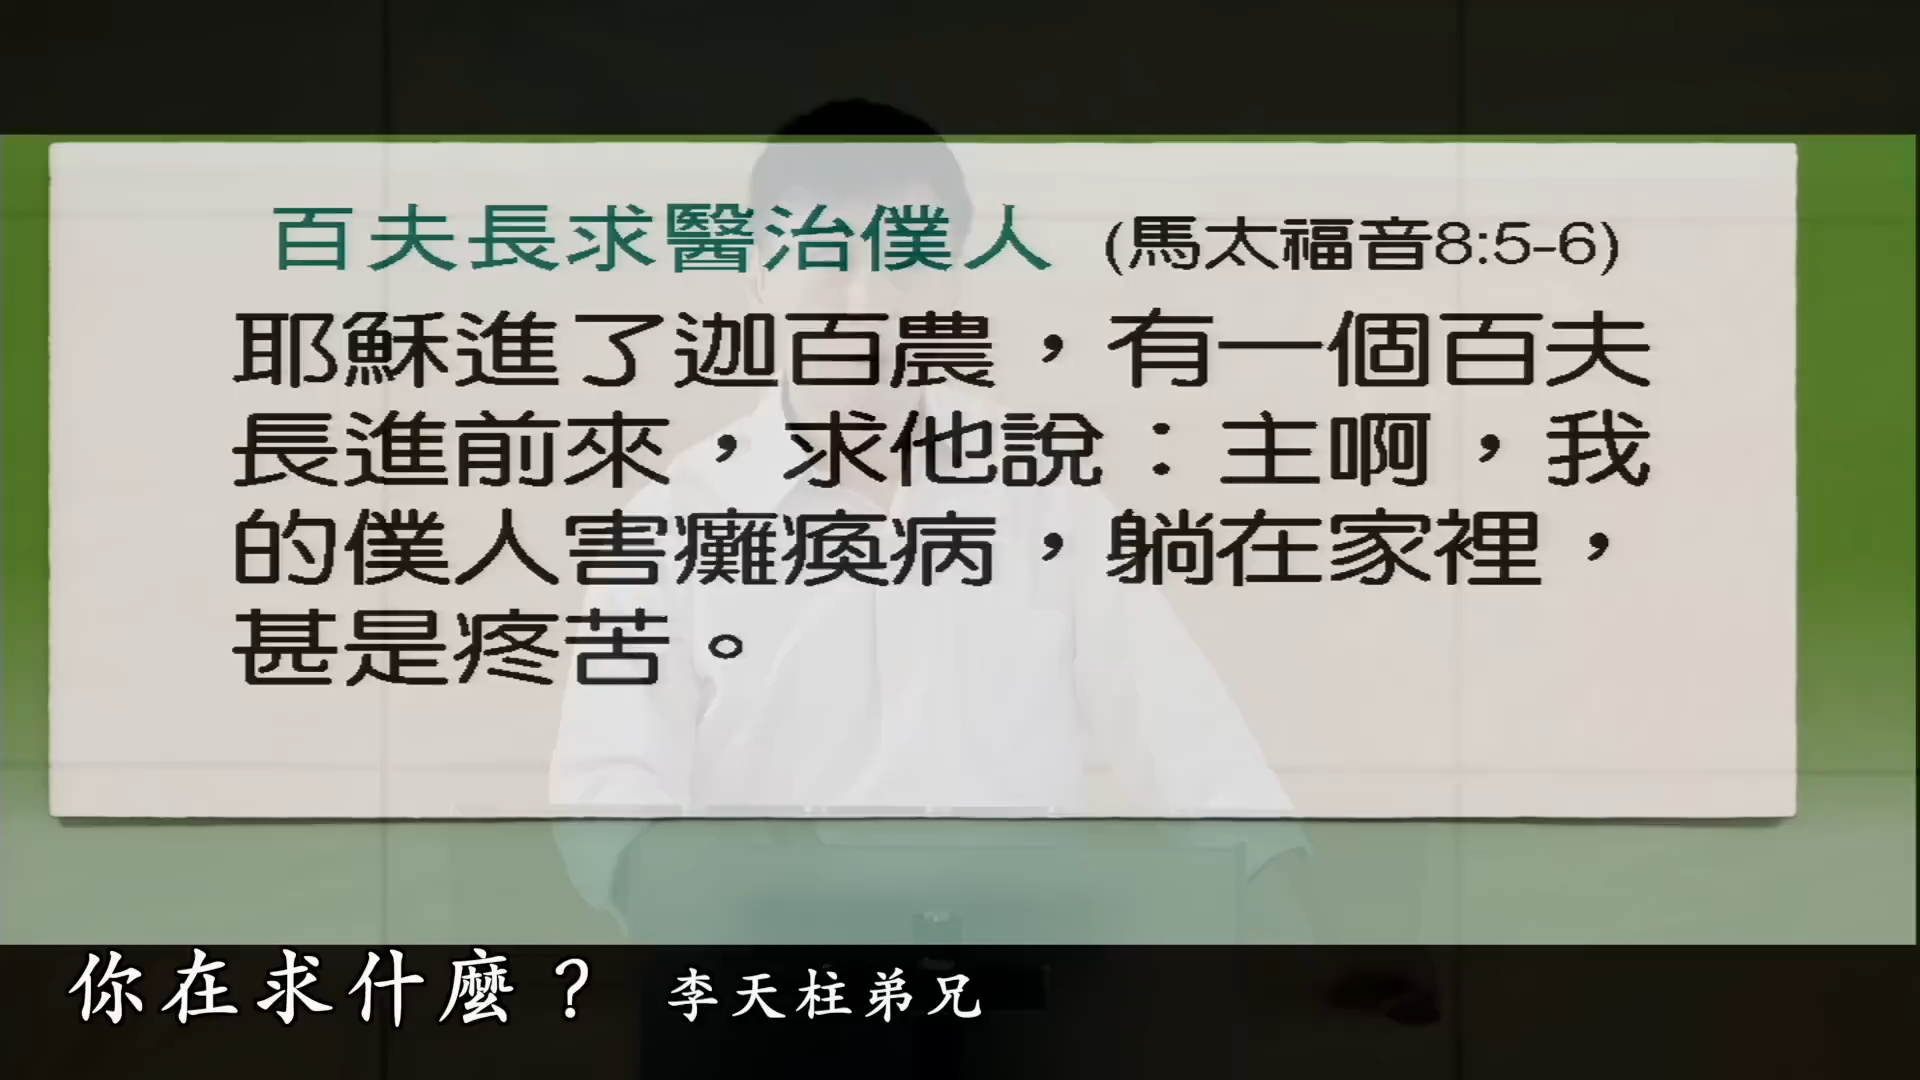 百夫長求醫治僕人 (馬太福音8:5-6)
耶穌進了迦百農，有一個百夫
長進前來，求他說：主啊，我
的僕人害癱瘓病，躺在家裡，
甚是疼苦。
你在求什麼？ 李天柱弟兄